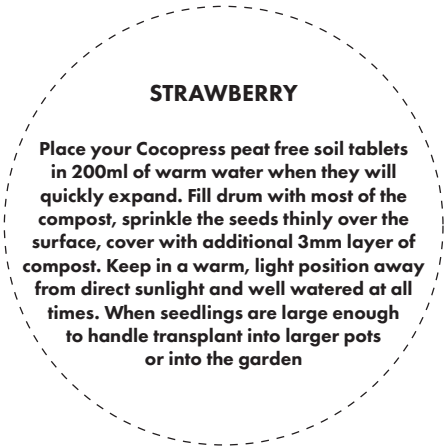 STRAWBERRY
Place your Cocopress peat free soil tablets
in 200ml of warm water when they will
quickly expand. Fill drum with most of the
compost, sprinkle the seeds thinly over the
surface, cover with additional 3mm layer of
compost. Keep in a warm, light position away
from direct sunlight and well watered at all
times. When seedlings are large enough
to handle transplant into larger pots
or into the garden